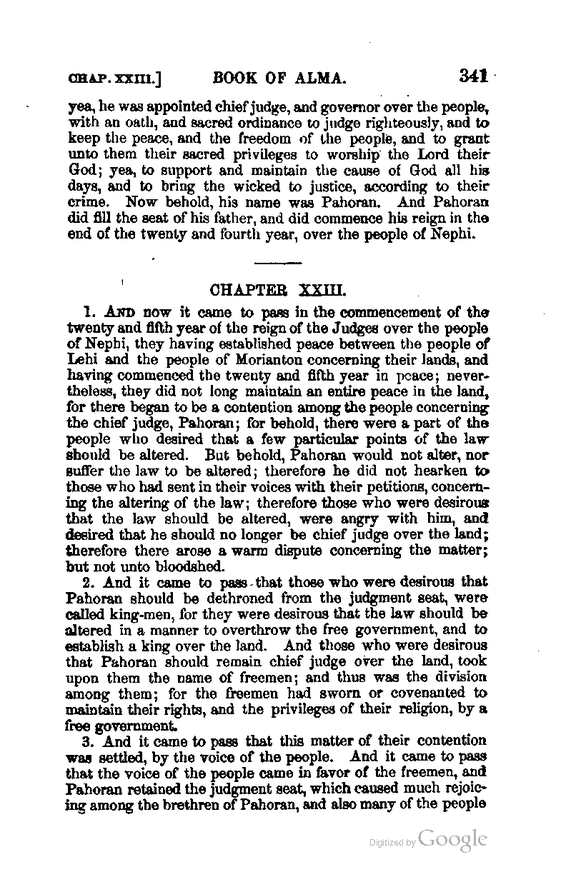 CHAP. XXIII.] BOOK OF ALMA. 341
yea, he was appointed chief judge, and governor over the people,
with an oath, and sacred ordinance to judge righteously, and to
keep the peace, and the freedom of the people, and to grant
unto them their sacred privileges to worship the Lord their
God; yea, to support and maintain the cause of God all his
days, and to bring the wicked to justice, according to their
crime. Now behold, his name was Pahoran. And Pahoran
did fill the seat of his father, and did commence his reign in the
end of the twenty and fourth year, over the people of Nephi.
CHAPTER XXIII.
1. AND now it came to pass in the commencement of the
twenty and fifth year of the reign of the Judges over the people
of Nephi, they having established peace between the people of
Lehi and the people of Morianton concerning their lands, and
having commenced the twenty and fifth year in peace; never-
theless, they did not long maintain an entire peace in the land,
for there began to be a contention among the people concerning
the chief judge, Pahoran; for behold, there were a part of the
people who desired that a few particular points of the law
should be altered. But behold, Pahoran would not alter, nor
suffer the law to be altered; therefore he did not hearken to
those who had sent in their voices with their petitions, concern-
ing the altering of the law; therefore those who were desirous
that the law should be altered, were angry with him, and
desired that he should no longer be chief judge over the land;
therefore there arose a warm dispute concerning the matter;
but not unto bloodshed.
2. And it came to pass that those who were desirous that
Pahoran should be dethroned from the judgment seat, were
called king-men, for they were desirous that the law should be
altered in a manner to overthrow the free government, and to
establish a king over the land. And those who were desirous
that Pahoran should remain chief judge over the land, took
upon them the name of freemen; and thus was the division
among them; for the freemen had sworn or covenanted to
maintain their rights, and the privileges of their religion, by a
free government.
3. And it came to pass that this matter of their contention
was settled, by the voice of the people. And it came to pass
that the voice of the people came in favor of the freemen, and
Pahoran retained the judgment seat, which caused much rejoic-
ing among the brethren of Pahoran, and also many of the people
Digitized by Google